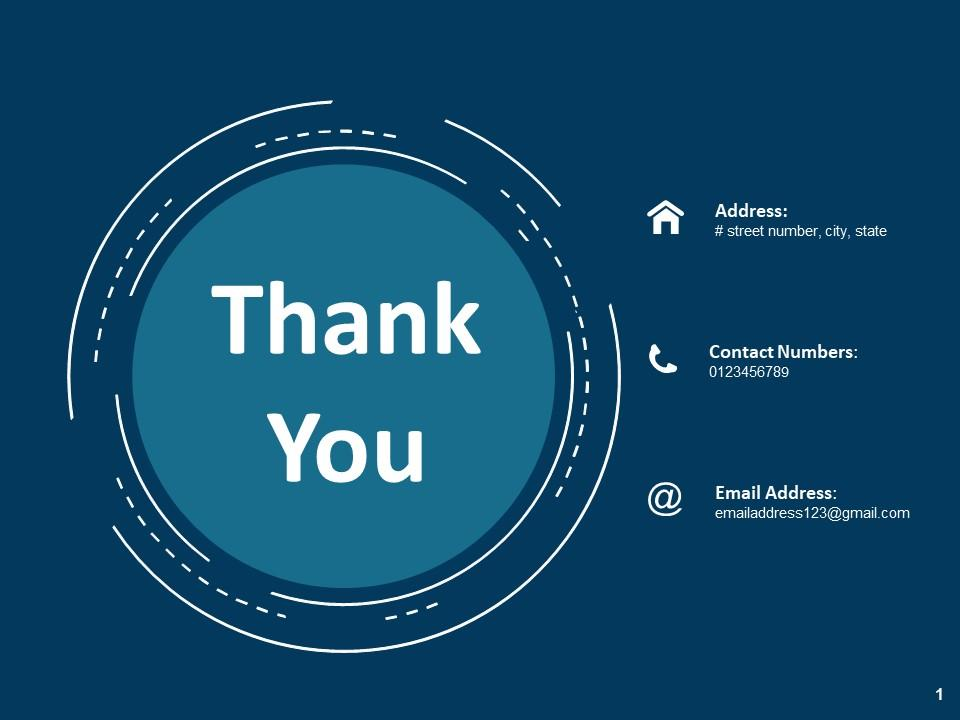 Thank
You
Address:
# street number, city, state
Contact Numbers:
0123456789
@
Email Address:
emailaddress123@gmail.com
1